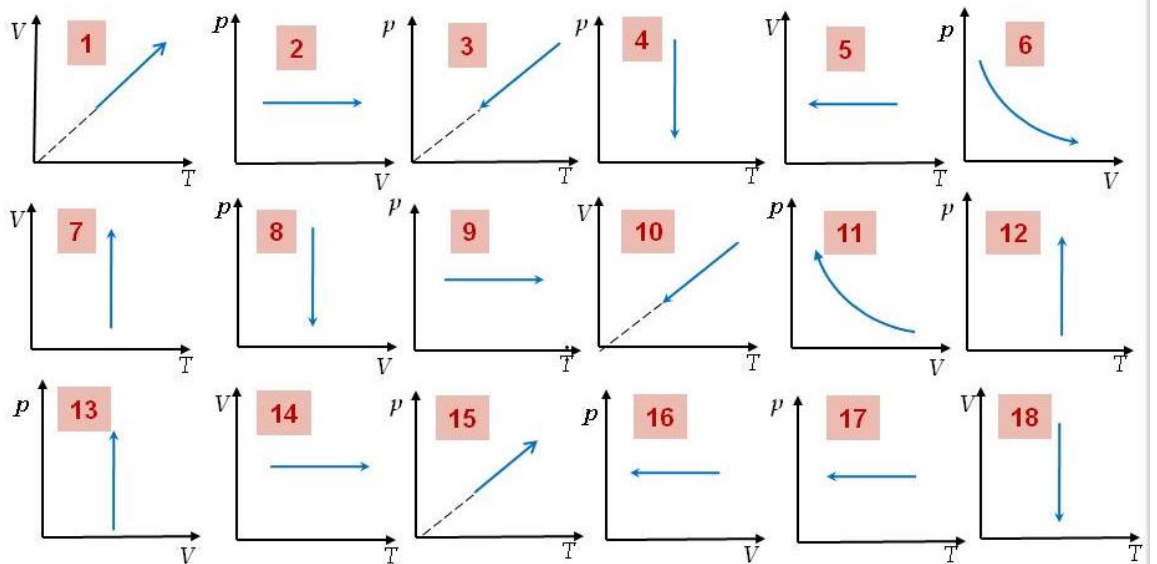 V 1 T
p 2 V
p 3 T
p 4 T
V 5 T
p 6 V
V 7 T
p 8 V
p 9 T
V 10 T
p 11 V
p 12 T
p 13 V
V 14 T
p 15 T
p 16 V
p 17 T
V 18 T